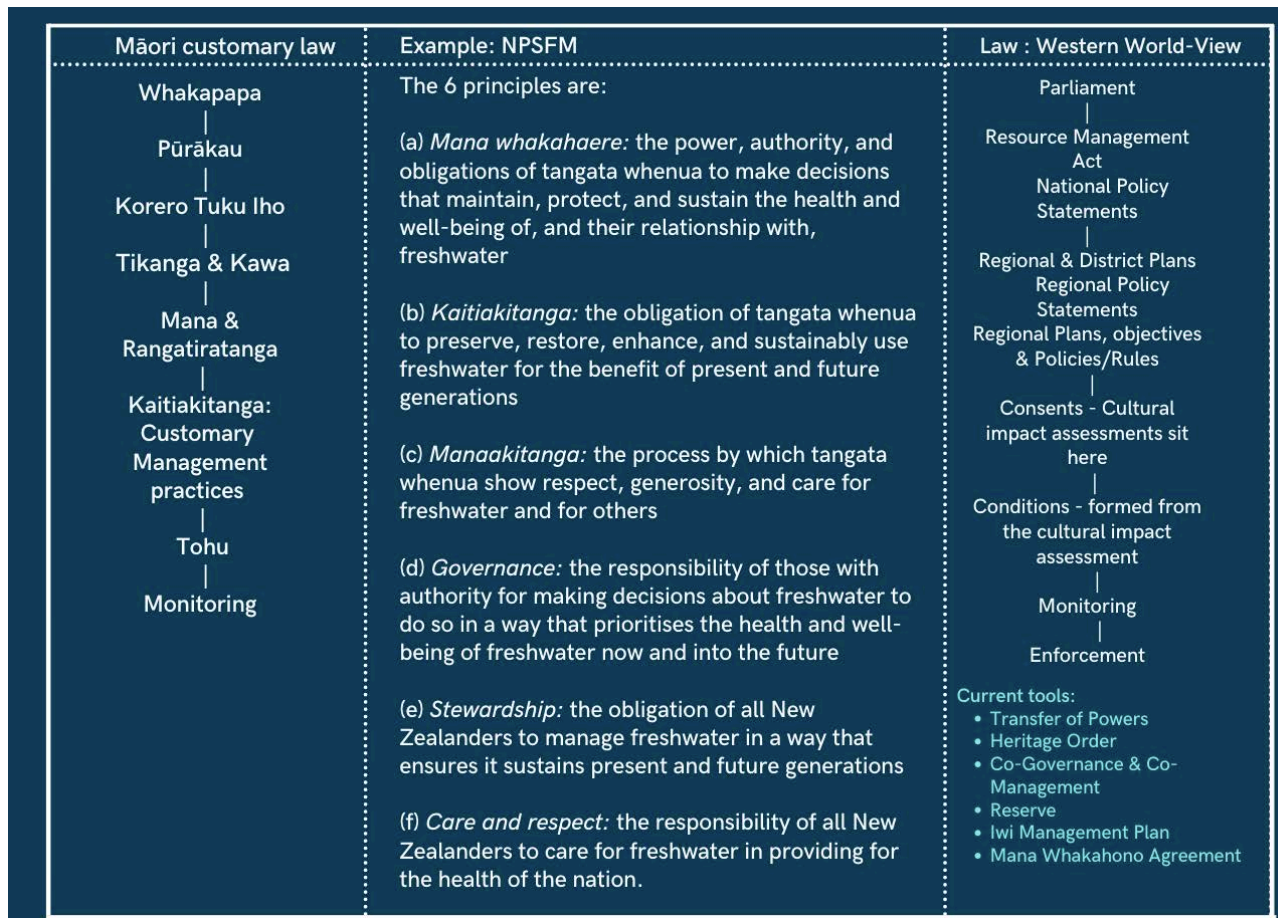 Māori customary law
Whakapapa
Pūrākau
Korero Tuku Iho
Tikanga & Kawa
Mana &
Rangatiratanga
Kaitiakitanga:
Customary
Management
practices
Tohu
Monitoring
Example: NPSFM
The 6 principles are:
(a) Mana whakahaere: the power, authority, and
obligations of tangata whenua to make decisions
that maintain, protect, and sustain the health and
well-being of, and their relationship with,
freshwater
(b) Kaitiakitanga: the obligation of tangata whenua
to preserve, restore, enhance, and sustainably use
freshwater for the benefit of present and future
generations
(c) Manaakitanga: the process by which tangata
whenua show respect, generosity, and care for
freshwater and for others
(d) Governance: the responsibility of those with
authority for making decisions about freshwater to
do so in a way that prioritises the health and well-
being of freshwater now and into the future
(e) Stewardship: the obligation of all New
Zealanders to manage freshwater in a way that
ensures it sustains present and future generations
(f) Care and respect: the responsibility of all New
Zealanders to care for freshwater in providing for
the health of the nation.
Law : Western World-View
Parliament
Resource Management
Act
National Policy
Statements
Regional & District Plans
Regional Policy
Statements
Regional Plans, objectives
& Policies/Rules
Consents - Cultural
impact assessments sit
here
Conditions - formed from
the cultural impact
assessment
Monitoring
Enforcement
Current tools:
• Transfer of Powers
• Heritage Order
• Co-Governance & Co-
Management
• Reserve
• Iwi Management Plan
• Mana Whakahono Agreement